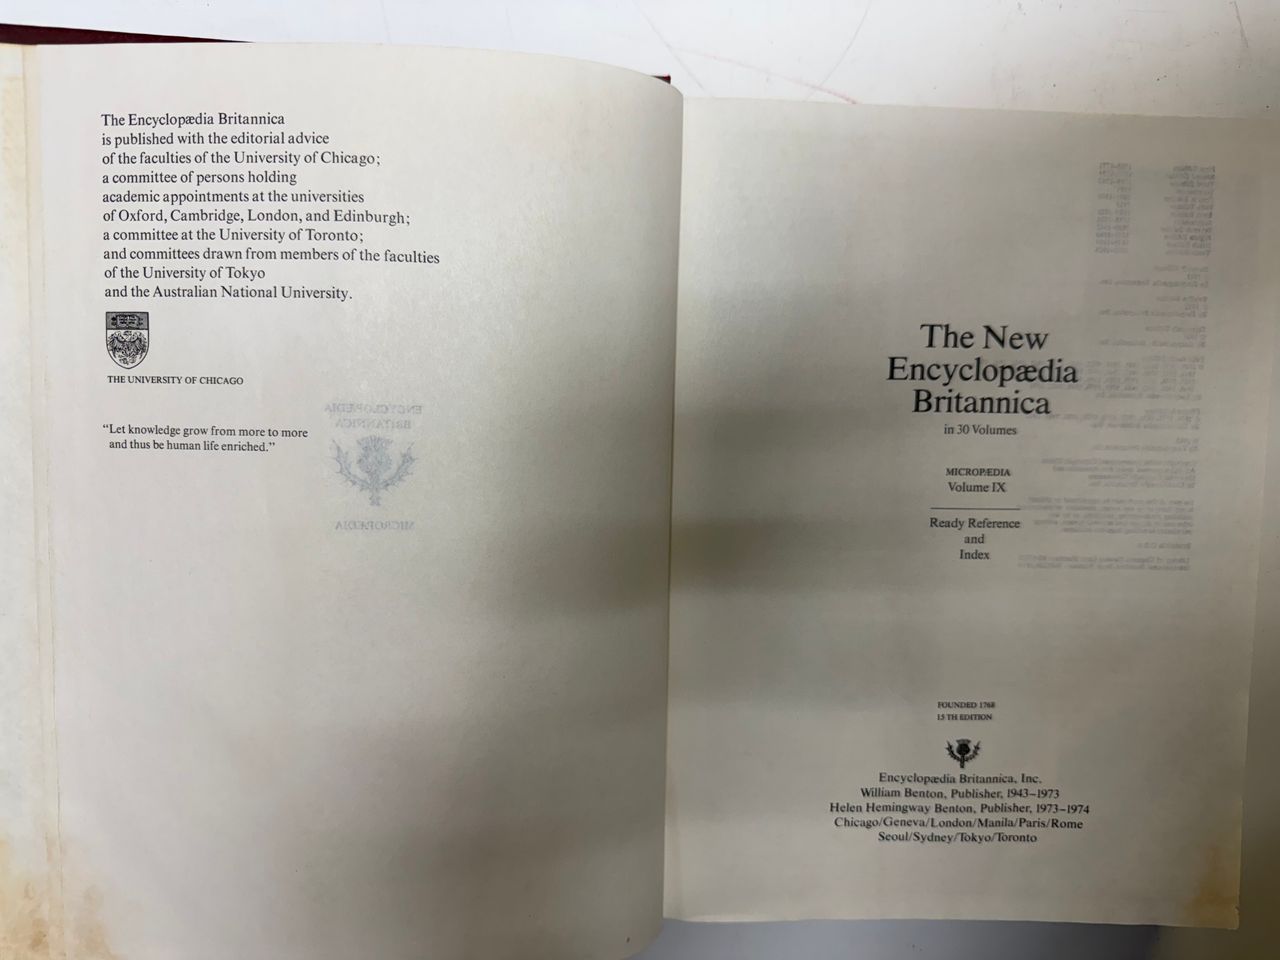 The Encyclopædia Britannica
is published with the editorial advice
of the faculties of the University of Chicago;
a committee of persons holding
academic appointments at the universities
of Oxford, Cambridge, London, and Edinburgh;
a committee at the University of Toronto;
and committees drawn from members of the faculties
of the University of Tokyo
and the Australian National University.
THE UNIVERSITY OF CHICAGO
“Let knowledge grow from more to more
and thus be human life enriched.”
ENCYCLOPÆDIA
BRITANNICA
MICROPÆDIA
The New
Encyclopædia
Britannica
in 30 Volumes
MICROPÆDIA
Volume IX
Ready Reference
and
Index
FOUNDED 1768
15 TH EDITION
Encyclopædia Britannica, Inc.
William Benton, Publisher, 1943–1973
Helen Hemingway Benton, Publisher, 1973–1974
Chicago/Geneva/London/Manila/Paris/Rome
Seoul/Sydney/Tokyo/Toronto